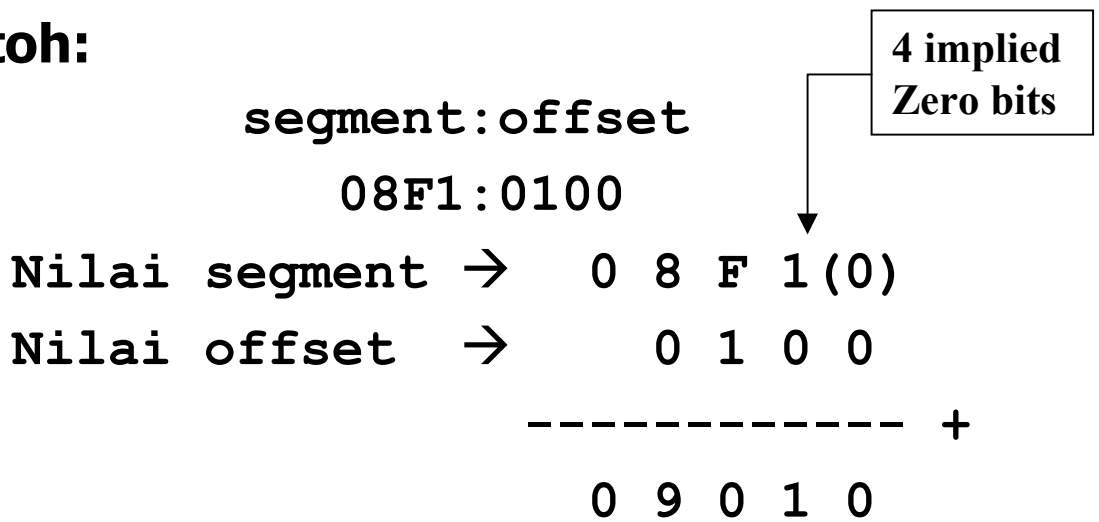 toh:
4 implied
Zero bits
segment:offset
08F1:0100
Nilai segment → 0 8 F 1(0)
Nilai offset → 0 1 0 0
------------ +
0 9 0 1 0